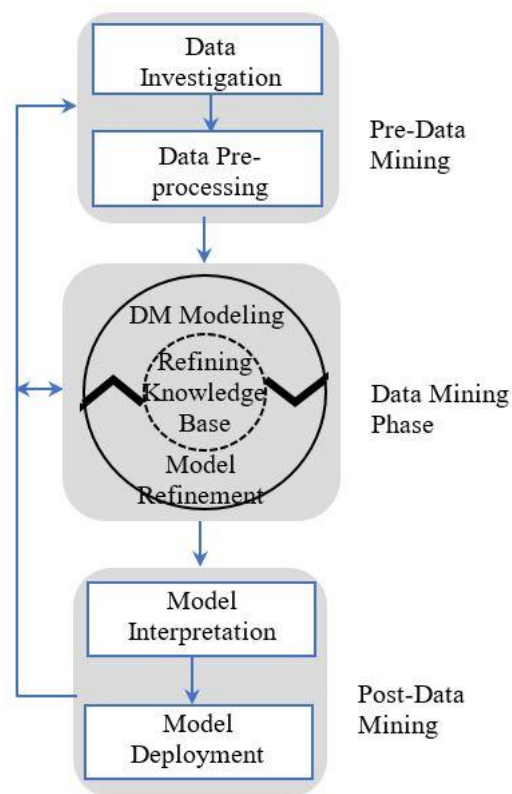 Data
Investigation
Data Pre-
processing
Pre-Data
Mining
DM Modeling
Refining
Knowledge
Base
Model
Refinement
Data Mining
Phase
Model
Interpretation
Model
Deployment
Post-Data
Mining